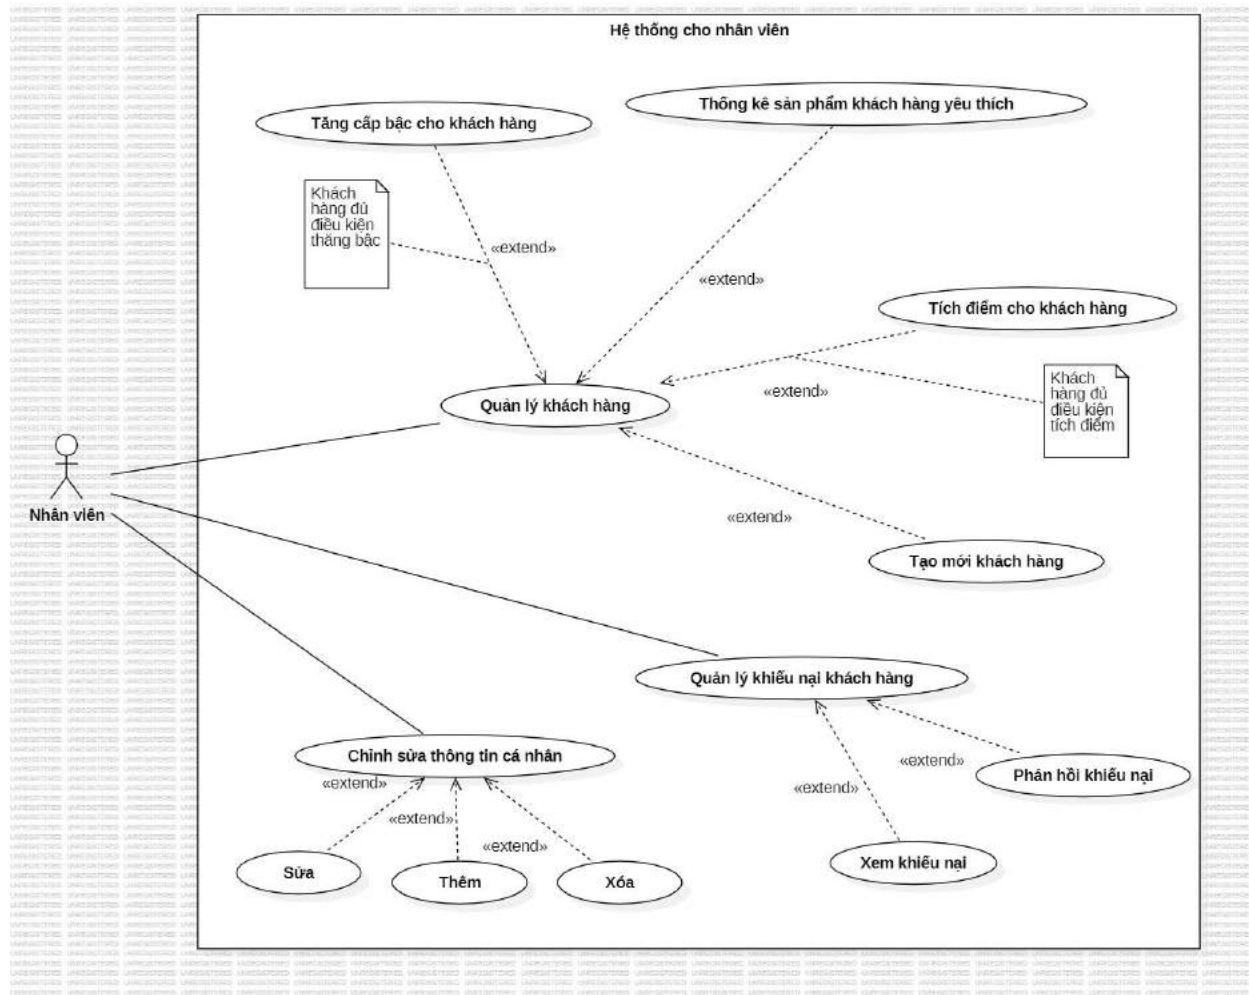 Hệ thống cho nhân viên
Tăng cấp bậc cho khách hàng
Thống kê sản phẩm khách hàng yêu thích
Khách
hàng đủ
điều kiện
thăng bậc
«extend»
«extend»
Tích điểm cho khách hàng
«extend»
Khách
hàng đủ
điều kiện
tích điểm
Quản lý khách hàng
Nhân viên
«extend»
Tạo mới khách hàng
Quản lý khiếu nại khách hàng
Chỉnh sửa thông tin cá nhân
«extend»
«extend»
«extend»
«extend»
«extend»
Phản hồi khiếu nại
Xem khiếu nại
Sửa
Thêm
Xóa